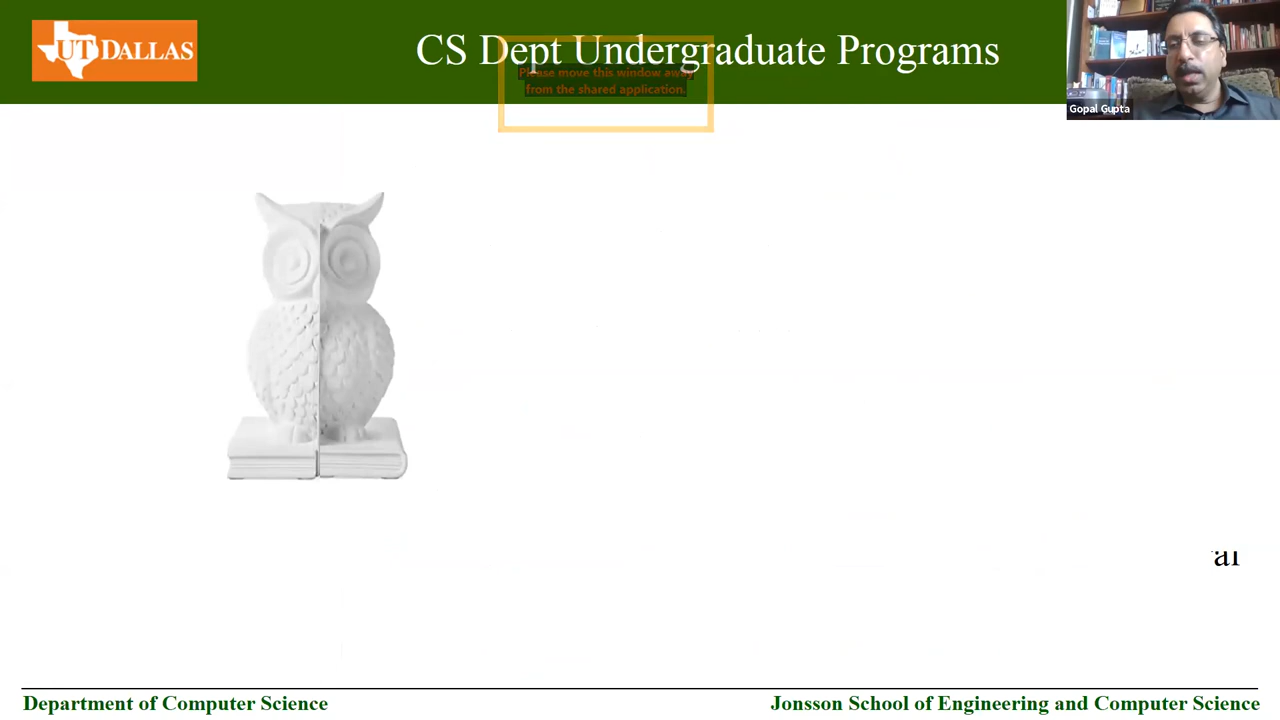 UT DALLAS
CS Dept Undergraduate Programs
Please move this window away
from the shared application.
Gopal Gupta
al
Department of Computer Science
Jonsson School of Engineering and Computer Science